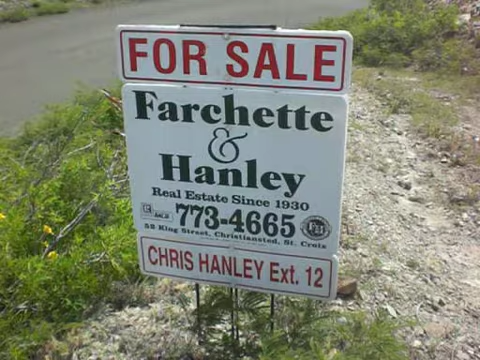 FOR SALE
Farchette
&
Hanley
Real Estate Since 1930
773-4665
52 King Street, Christiansted, St. Croix
CHRIS HANLEY Ext. 12